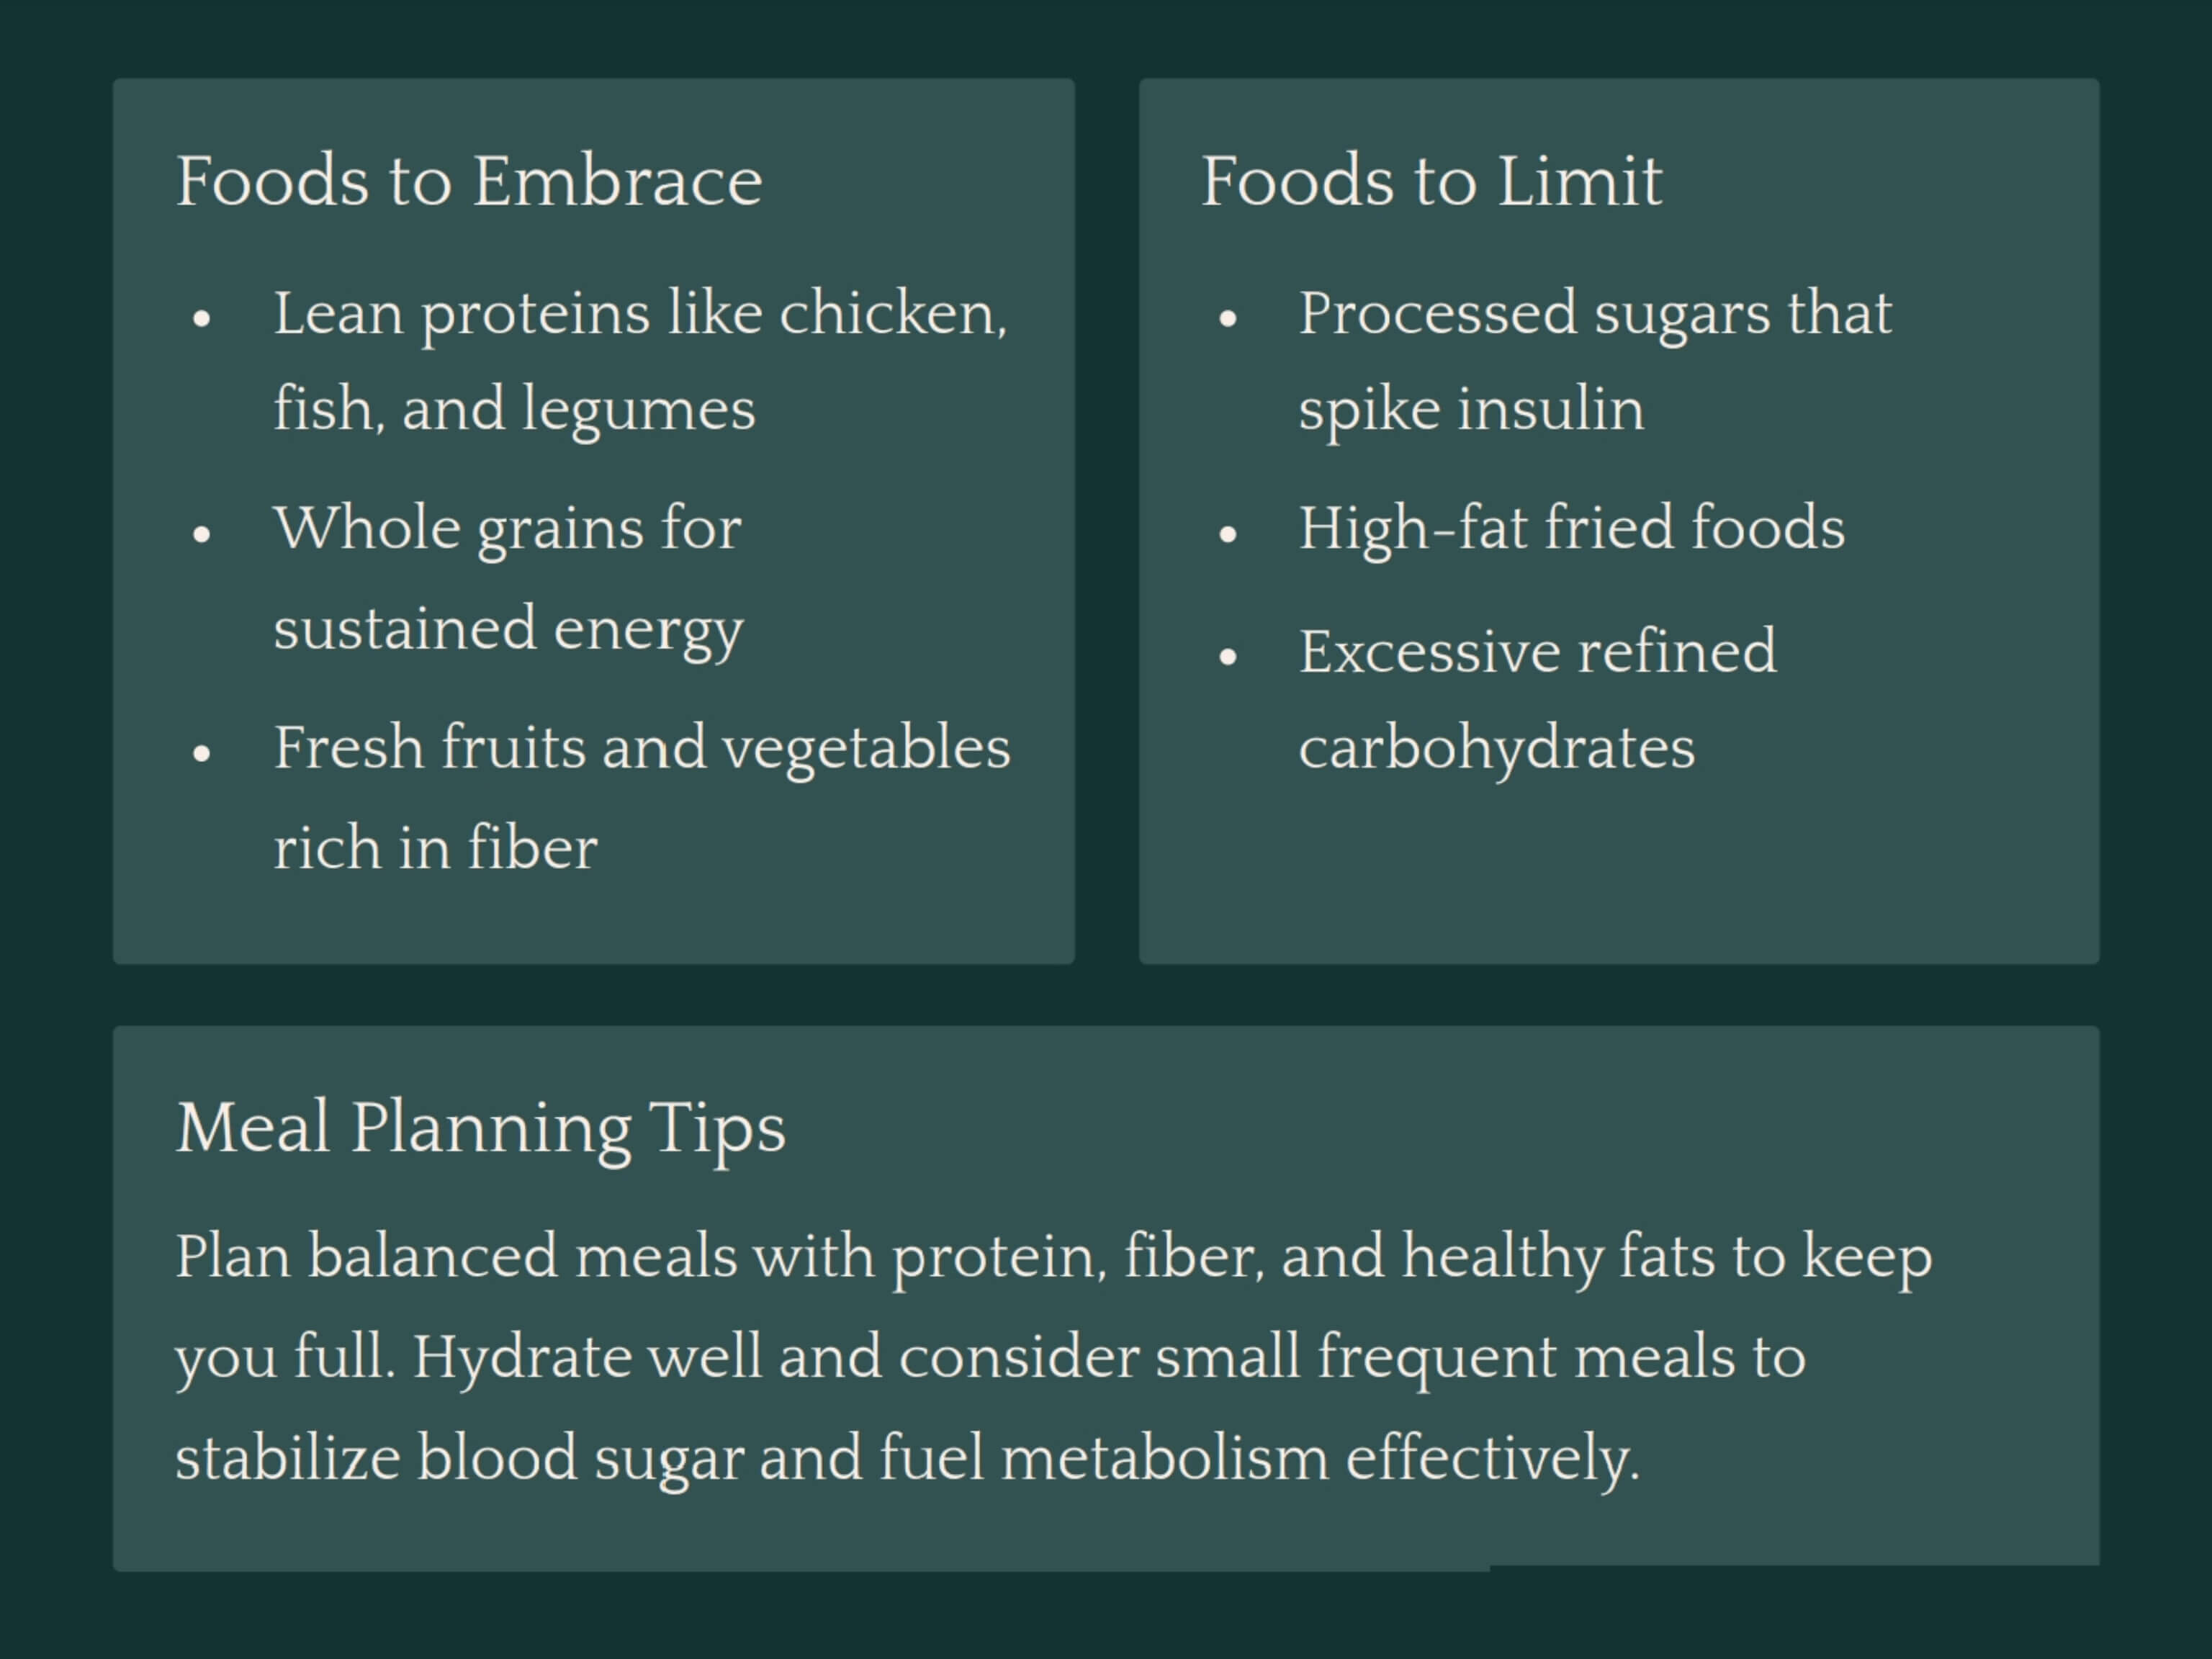 Foods to Embrace
• Lean proteins like chicken,
fish, and legumes
• Whole grains for
sustained energy
• Fresh fruits and vegetables
rich in fiber
Foods to Limit
• Processed sugars that
spike insulin
• High-fat fried foods
• Excessive refined
carbohydrates
Meal Planning Tips
Plan balanced meals with protein, fiber, and healthy fats to keep
you full. Hydrate well and consider small frequent meals to
stabilize blood sugar and fuel metabolism effectively.